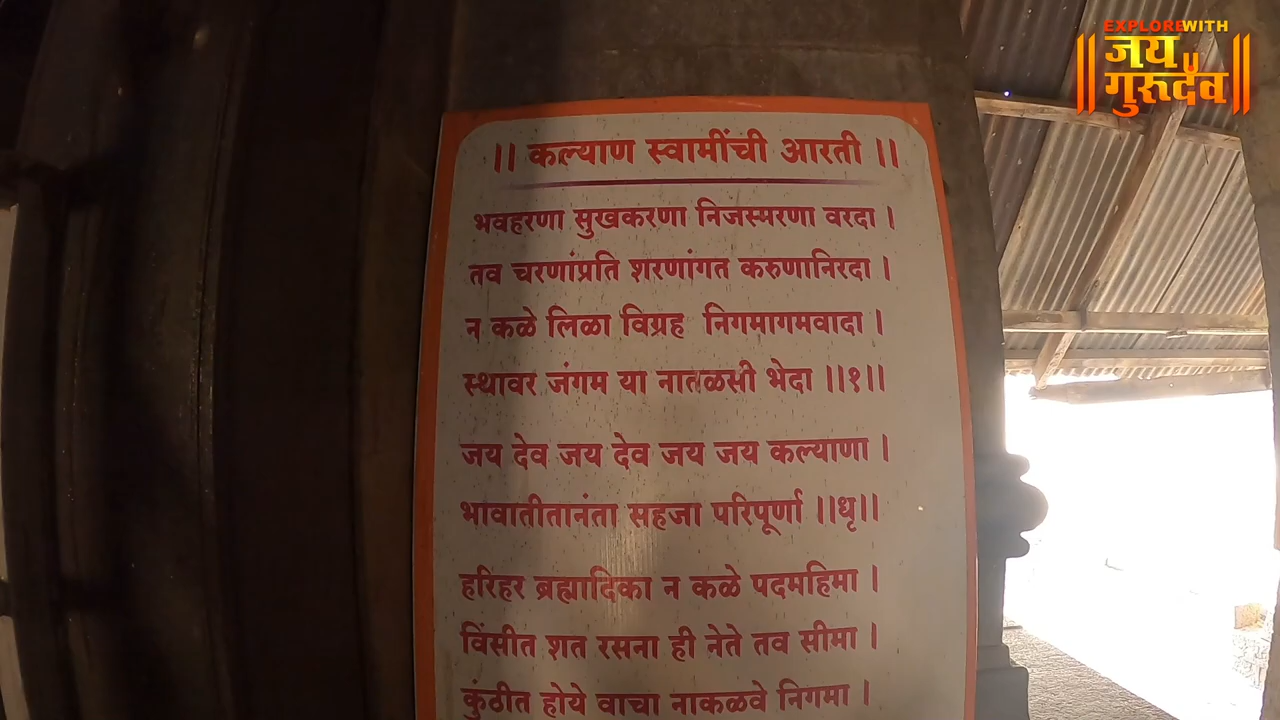 EXPLORE WITH
|| जय गुरुदेव ||
|| कल्याण स्वामींची आरती ||
भवहरणा सुखकरणा निजस्मरणा वरदा |
तव चरणांप्रति शरणांगत करुणानिरदा |
न कळे लिळा विग्रह निगमागमवादा |
स्थावर जंगम या नातळसी भेदा ||१||
जय देव जय देव जय जय कल्याणा |
भावातीतानंता सहजा परिपूर्णा ||धृ||
हरिहर ब्रह्मादिका न कळे पदमहिमा |
विंसीत शत रसना ही नेते तव सीमा |
कुंठीत होये वाचा नाकळवे निगमा |